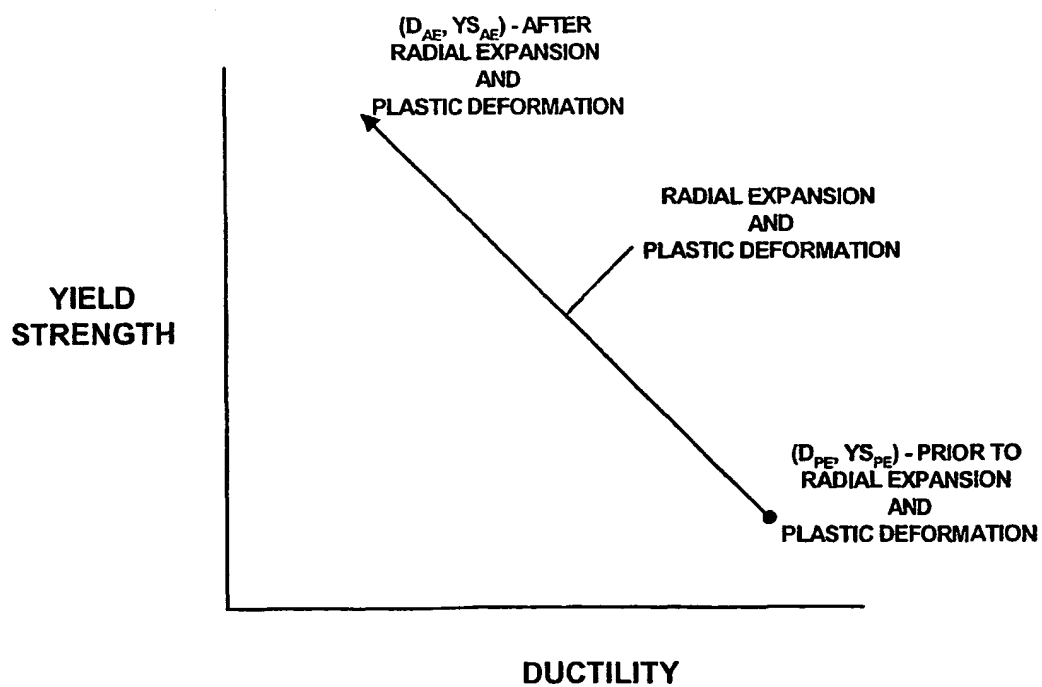 (D_AE, YS_AE) - AFTER
RADIAL EXPANSION
AND
PLASTIC DEFORMATION
RADIAL EXPANSION
AND
PLASTIC DEFORMATION
YIELD
STRENGTH
(D_PE, YS_PE) - PRIOR TO
RADIAL EXPANSION
AND
PLASTIC DEFORMATION
DUCTILITY